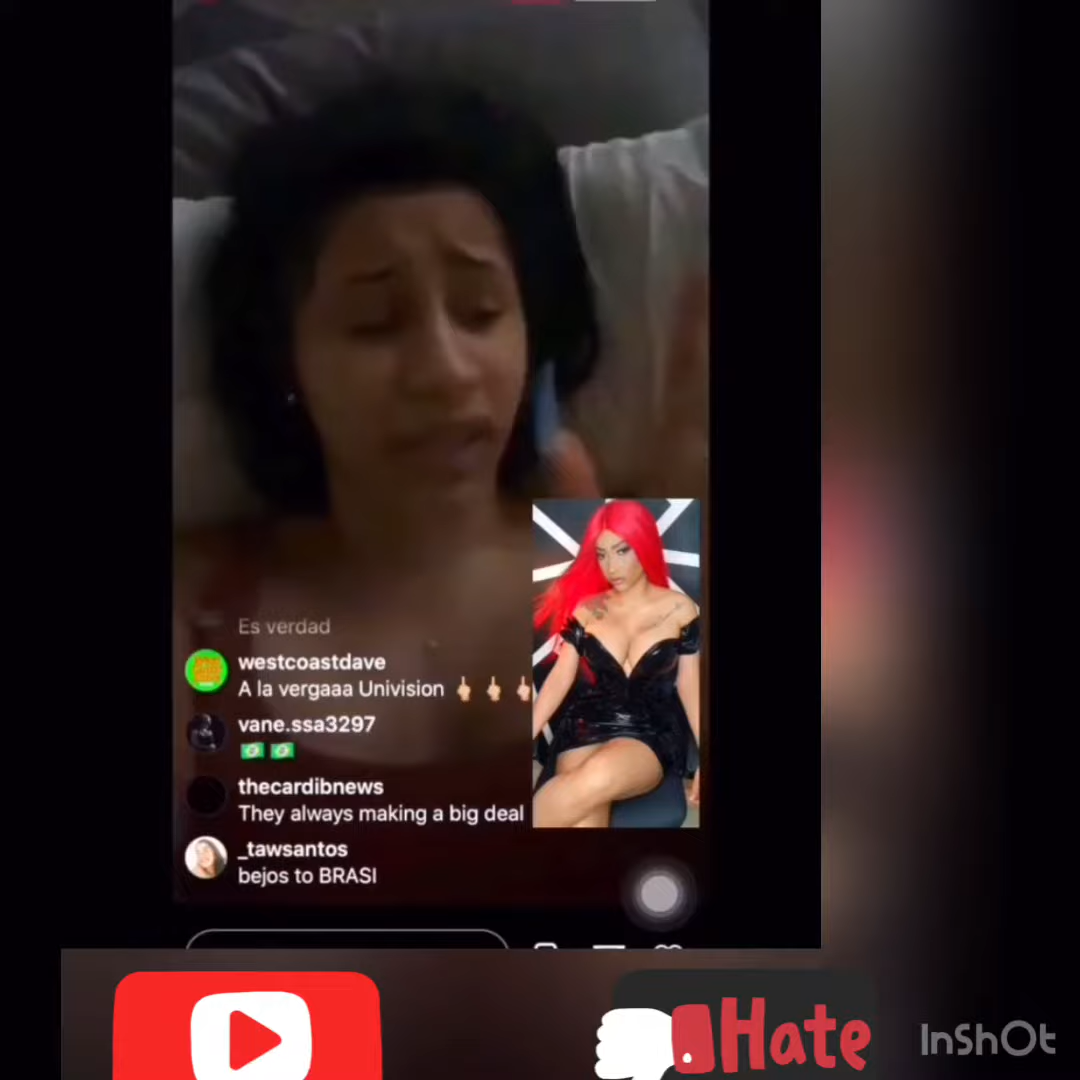 Es verdad
westcoastdave
A la vergaaa Univision 🖕🏻🖕🏻🖕🏻
vane.ssa3297
💵💵
thecardibnews
They always making a big deal
_tawsantos
bejos to BRASI
Hate
InShOt